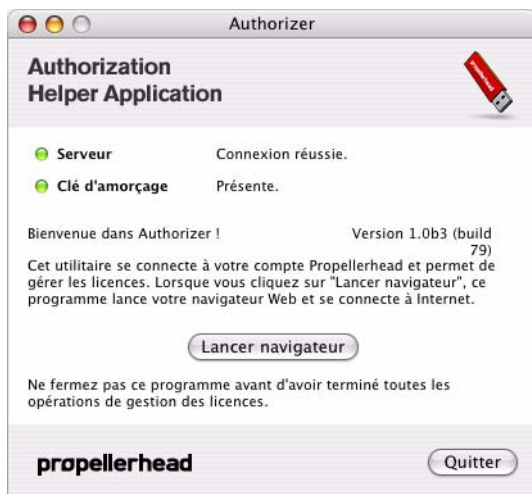 Authorizer
Authorization
Helper Application
propellerhead
Serveur Connexion réussie.
Clé d'amorçage Présente.
Bienvenue dans Authorizer ! Version 1.0b3 (build
79)
Cet utilitaire se connecte à votre compte Propellerhead et permet de
gérer les licences. Lorsque vous cliquez sur "Lancer navigateur", ce
programme lance votre navigateur Web et se connecte à Internet.
Lancer navigateur
Ne fermez pas ce programme avant d'avoir terminé toutes les
opérations de gestion des licences.
propellerhead
Quitter